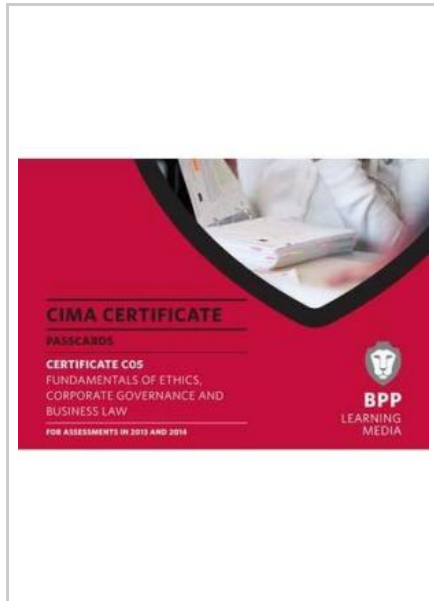 CIMA CERTIFICATE
PASSCARDS
CERTIFICATE C05
FUNDAMENTALS OF ETHICS,
CORPORATE GOVERNANCE AND
BUSINESS LAW
FOR ASSESSMENTS IN 2013 AND 2014
BPP
LEARNING
MEDIA